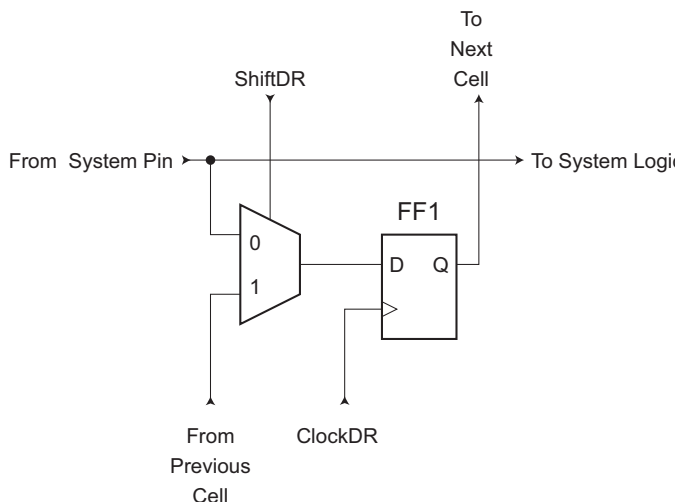 To
Next
Cell
ShiftDR
From System Pin
To System Logic
FF1
0
D Q
1
From
Previous
Cell
ClockDR